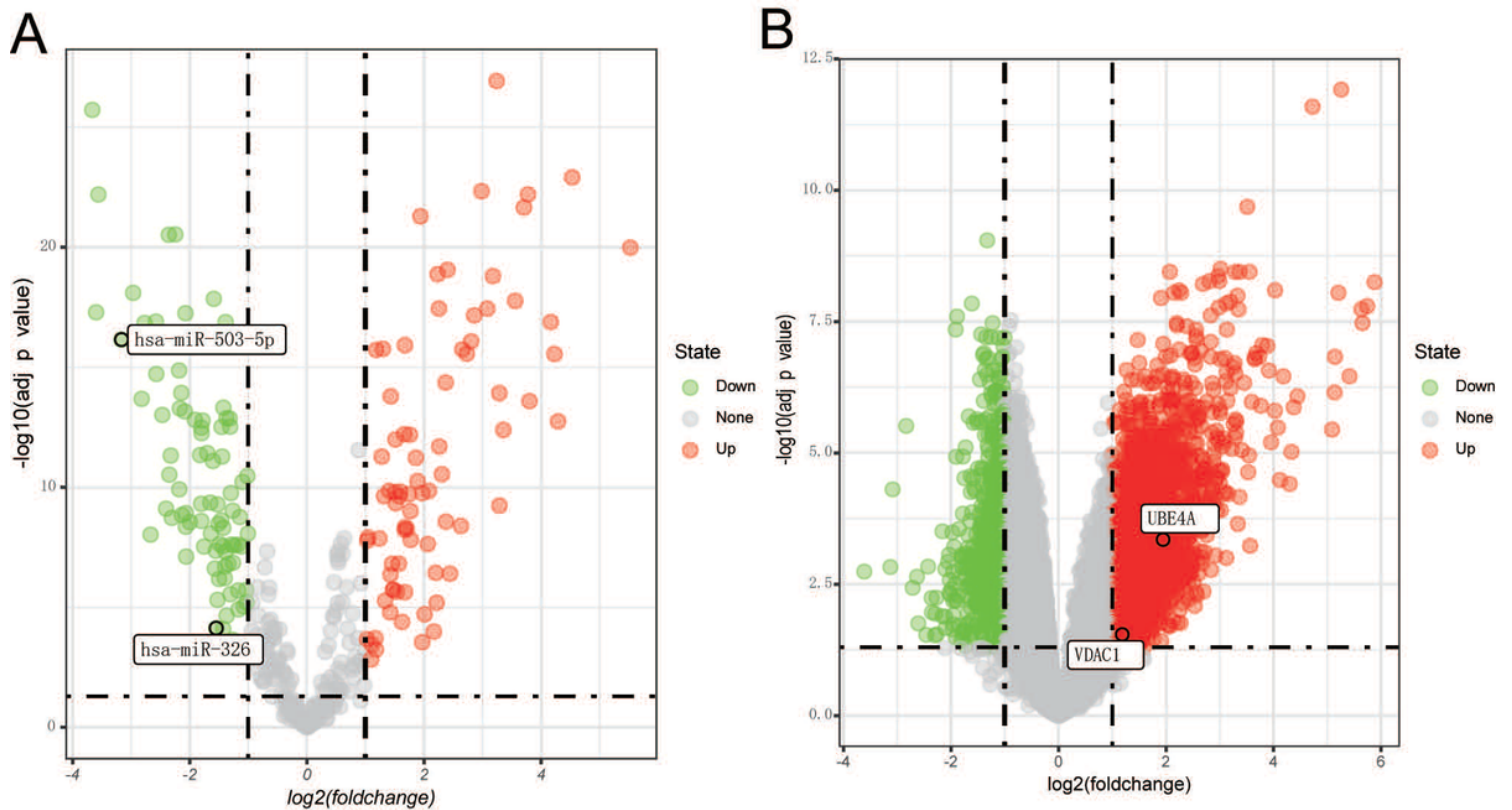 A
-log10(adj p value)
20
10
0
hsa-miR-503-5p
hsa-miR-326
-4
-2
0
2
4
log2(foldchange)
State
Down
None
Up
B
-log10(adj p value)
12.5
10.0
7.5
5.0
2.5
0.0
UBE4A
VDAC1
-4
-2
0
2
4
6
log2(foldchange)
State
Down
None
Up